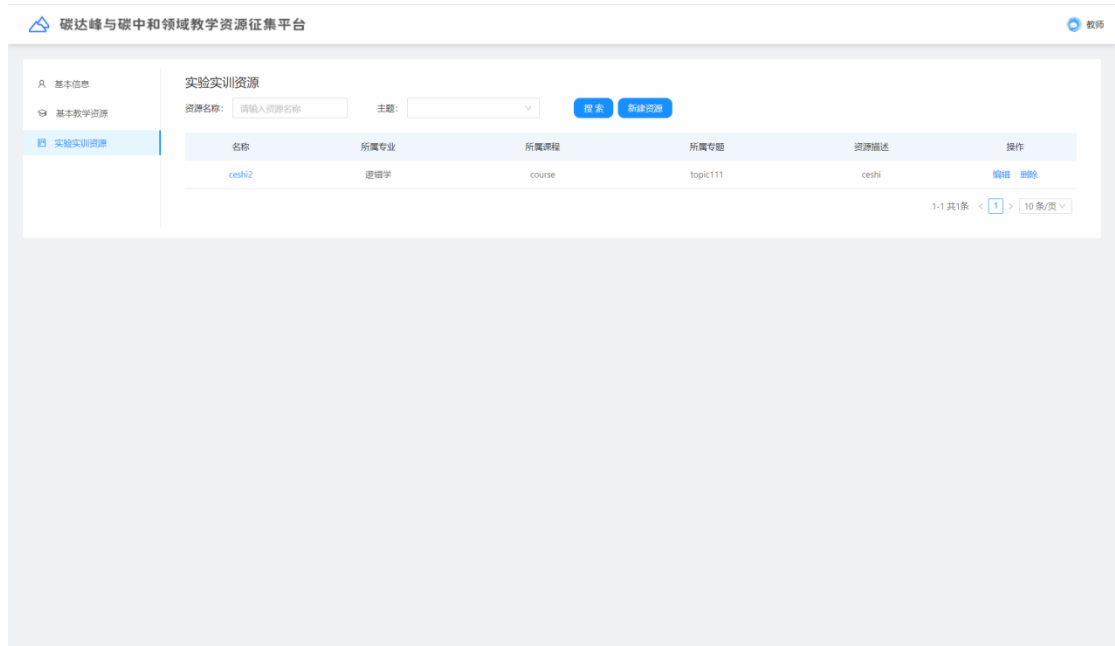 碳达峰与碳中和领域教学资源征集平台
教师
基本信息
基本教学资源
实验实训资源
实验实训资源
资源名称: 请输入资源名称 主题: 搜 索 新建资源
名称 所属专业 所属课程 所属专题 资源描述 操作
ceshi2 逻辑学 course topic111 ceshi 编辑 删除
1-1 共1条 < 1 > 10 条/页